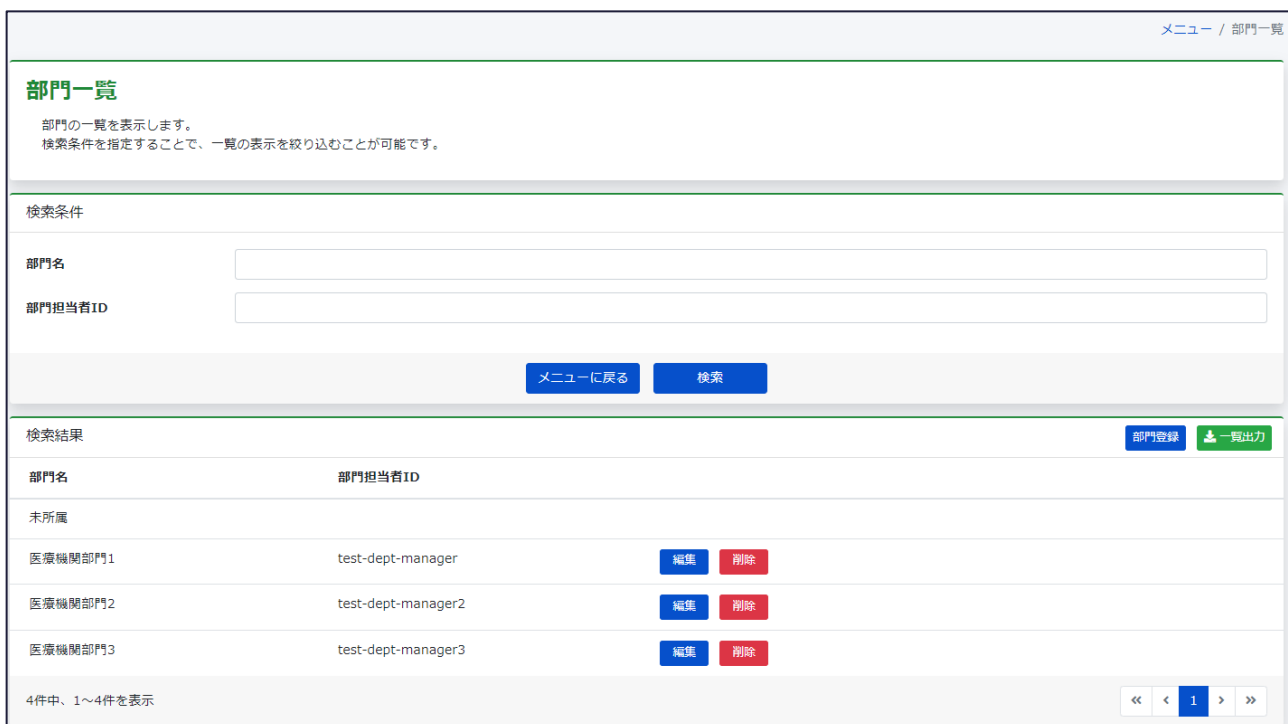 メニュー / 部門一覧
部門一覧
部門の一覧を表示します。
検索条件を指定することで、一覧の表示を絞り込むことが可能です。
検索条件
部門名
部門担当者ID
メニューに戻る 検索
検索結果 部門登録 一覧出力
部門名 部門担当者ID
未所属
医療機関部門1 test-dept-manager 編集 削除
医療機関部門2 test-dept-manager2 編集 削除
医療機関部門3 test-dept-manager3 編集 削除
4件中、1～4件を表示 « ‹ 1 › »